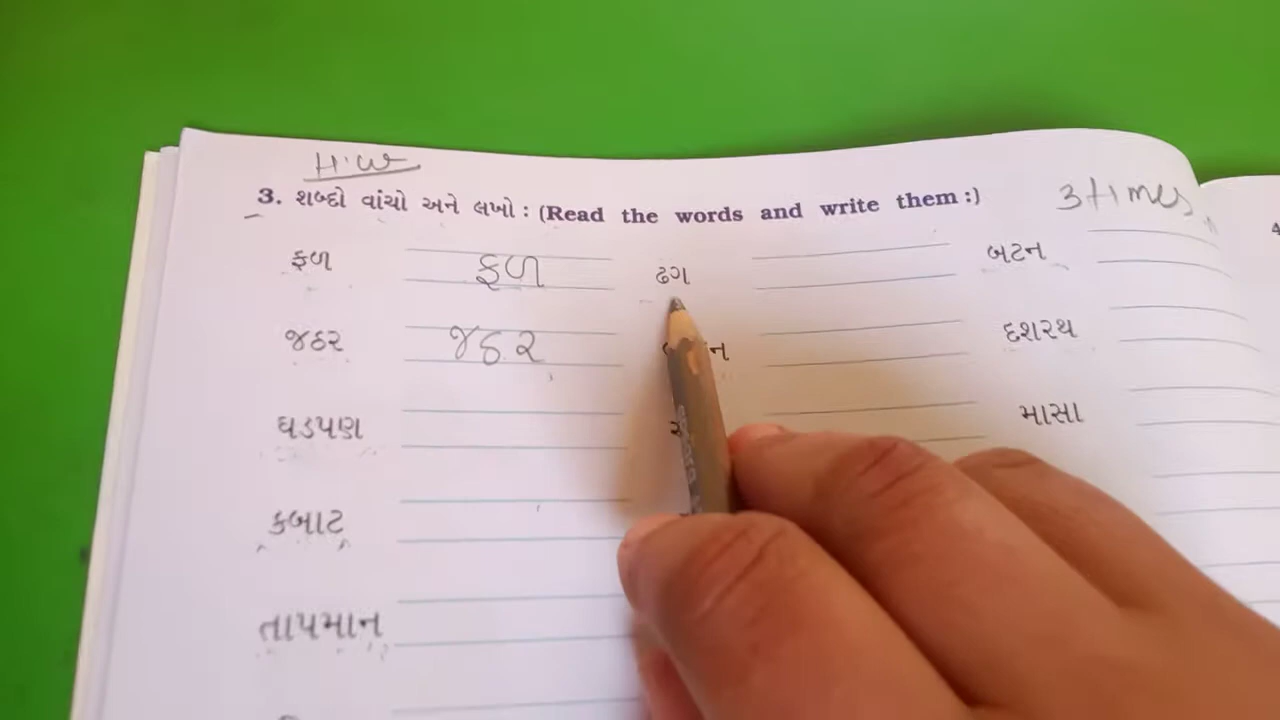 H.W
3. શબ્દો વાંચો અને લખો : (Read the words and write them :)
3 times
ફળ ફળ ઢગ બટન
જઠર જઠર દશરથ
ઘડપણ માસા
કબાટ
તાપમાન